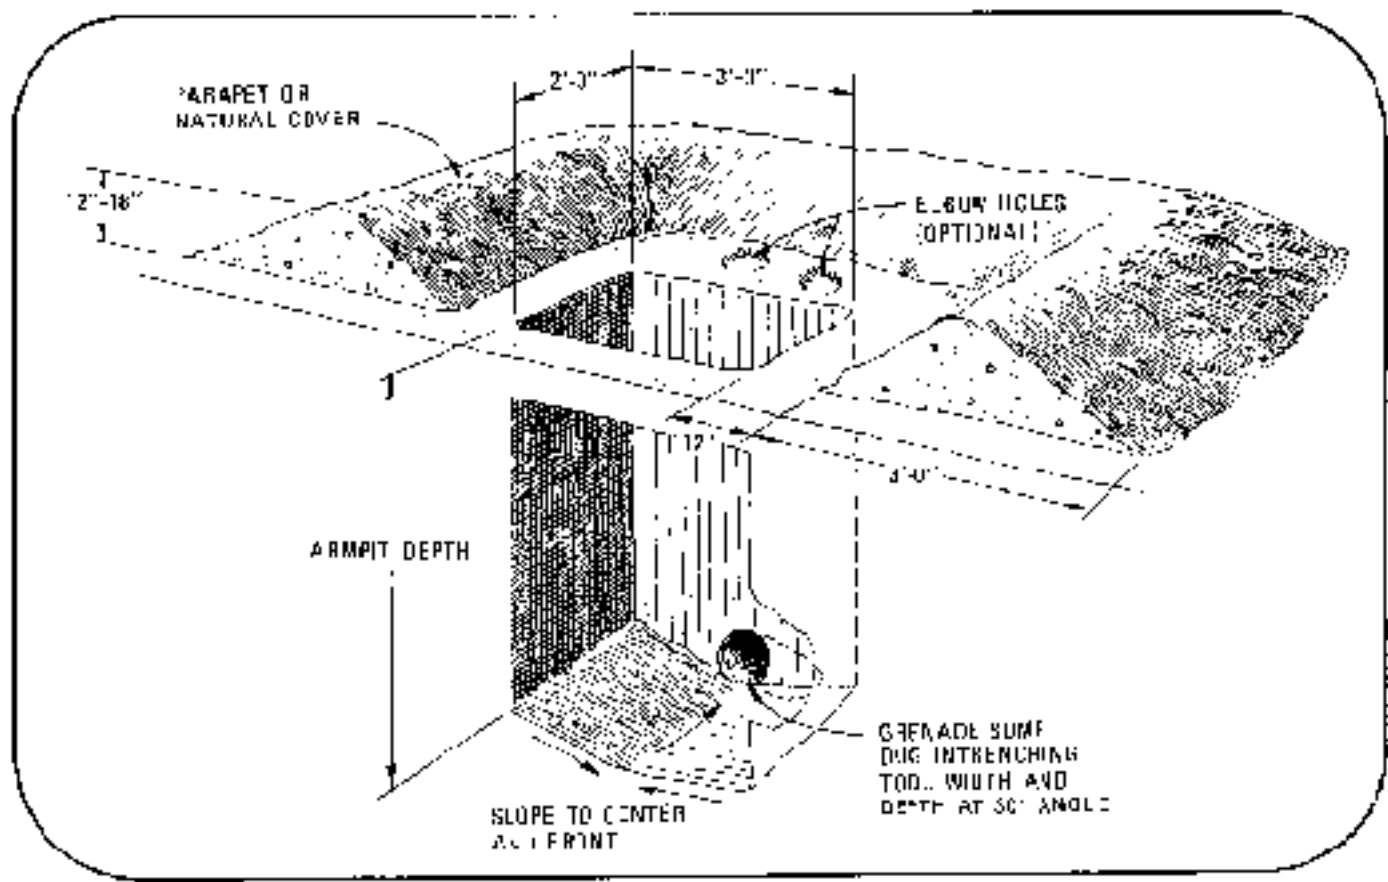 2'-0"
3'-0"
PARAPET OR
NATURAL COVER
12"-18"
ELBOW HOLES
(OPTIONAL)
12"
4'-0"
ARMPIT DEPTH
GRENADE SUMP
DUG INTRENCHING
TOOL WIDTH AND
DEPTH AT 30° ANGLE
SLOPE TO CENTER
AND FRONT